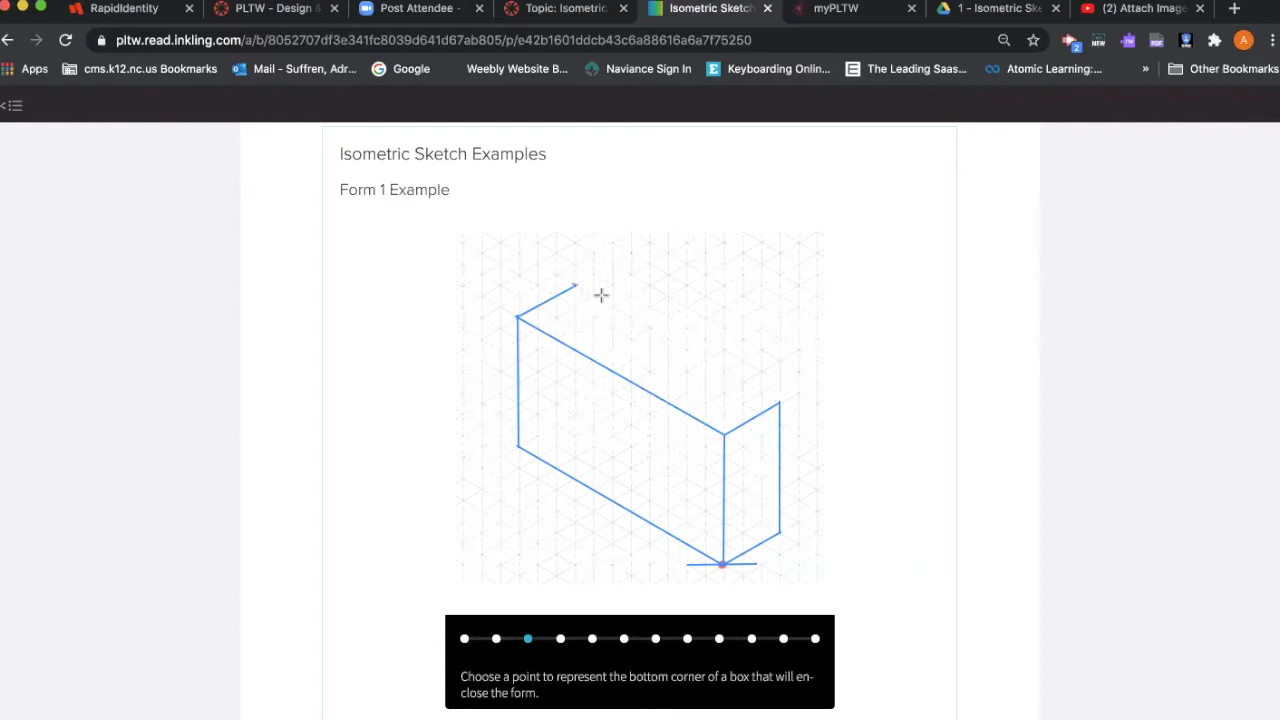 RapidIdentity
PLTW - Design &
Post Attendee -
Topic: Isometric
Isometric Sketch
myPLTW
1 - Isometric Ske
(2) Attach Image
pltw.read.inkling.com/a/b/8052707df3e341fc8039d641d67ab805/p/e42b1601ddcb43c6a88616a6a7f75250
2
NEW
A
Apps
cms.k12.nc.us Bookmarks
Mail - Suffren, Adr...
Google
Weebly Website B...
Naviance Sign In
Keyboarding Onlin...
The Leading Saas...
Atomic Learning:...
»
Other Bookmarks
Isometric Sketch Examples
Form 1 Example
Choose a point to represent the bottom corner of a box that will en-
close the form.